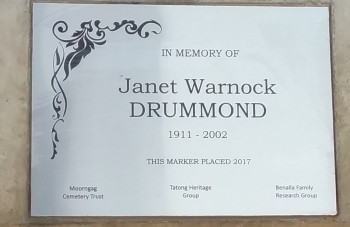 IN MEMORY OF
Janet Warnock
DRUMMOND
1911 - 2002
THIS MARKER PLACED 2017
Moorngag
Cemetery Trust
Tatong Heritage
Group
Benalla Family
Research Group